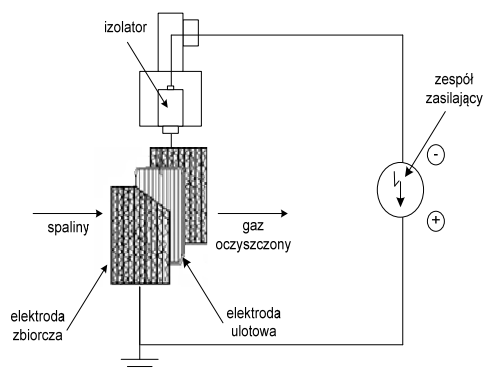 izolator
zespół
zasilający
-
+
spaliny
gaz
oczyszczony
elektroda
zbiorcza
elektroda
ulotowa